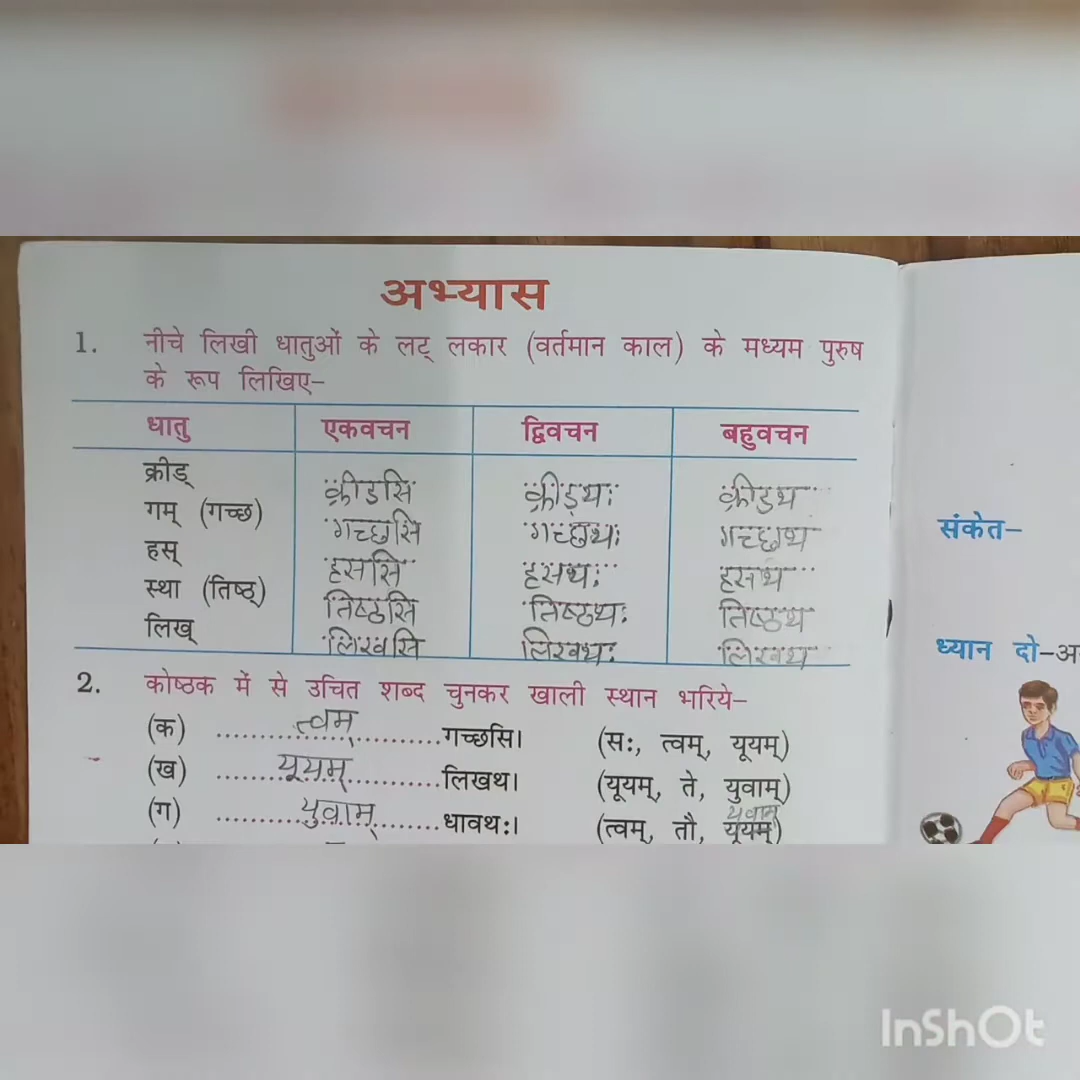 अभ्यास
1. नीचे लिखी धातुओं के लट् लकार (वर्तमान काल) के मध्यम पुरुष
के रूप लिखिए–
धातु एकवचन द्विवचन बहुवचन
क्रीड् क्रीडसि क्रीडथः क्रीडथ
गम् (गच्छ) गच्छसि गच्छथः गच्छथ
हस् हससि हसथः हसथ
स्था (तिष्ठ्) तिष्ठसि तिष्ठथः तिष्ठथ
लिख् लिखसि लिखथः लिखथ
2. कोष्ठक में से उचित शब्द चुनकर खाली स्थान भरिये–
(क) त्वम् गच्छसि। (सः, त्वम्, यूयम्)
(ख) यूयम् लिखथ। (यूयम्, ते, युवाम्)
युवाम्
(ग) युवाम् धावथः। (त्वम्, तौ, यूयम्)
संकेत–
ध्यान दो–
InShOt